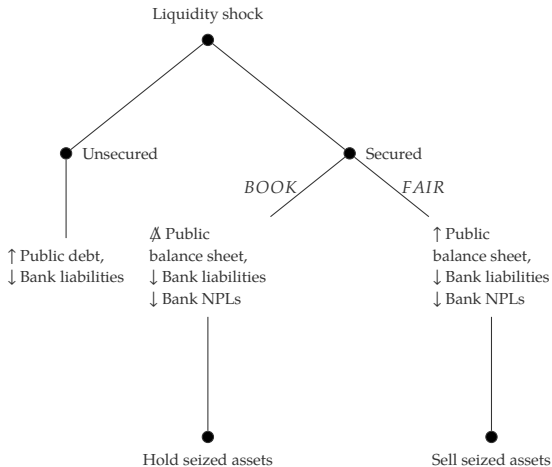 Liquidity shock
Unsecured
Secured
BOOK
FAIR
↑ Public debt,
↓ Bank liabilities
∆̸ Public
balance sheet,
↓ Bank liabilities
↓ Bank NPLs
↑ Public
balance sheet,
↓ Bank liabilities
↓ Bank NPLs
Hold seized assets
Sell seized assets